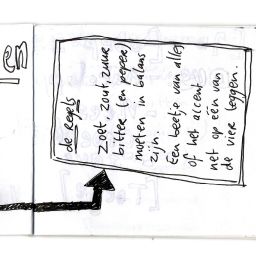 len
de Regels
zoet, zout, zuur
bitter (en peper)
moeten in balans
zijn.
Een beetje van alles
of het accent
net op één van
de vier leggen.